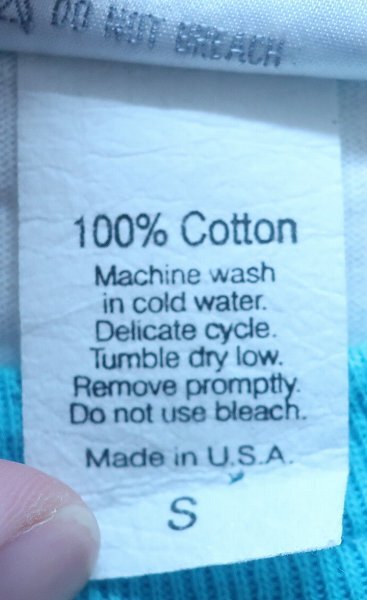 DO NOT BLEACH
100% Cotton
Machine wash
in cold water.
Delicate cycle.
Tumble dry low.
Remove promptly.
Do not use bleach.
Made in U.S.A.
S